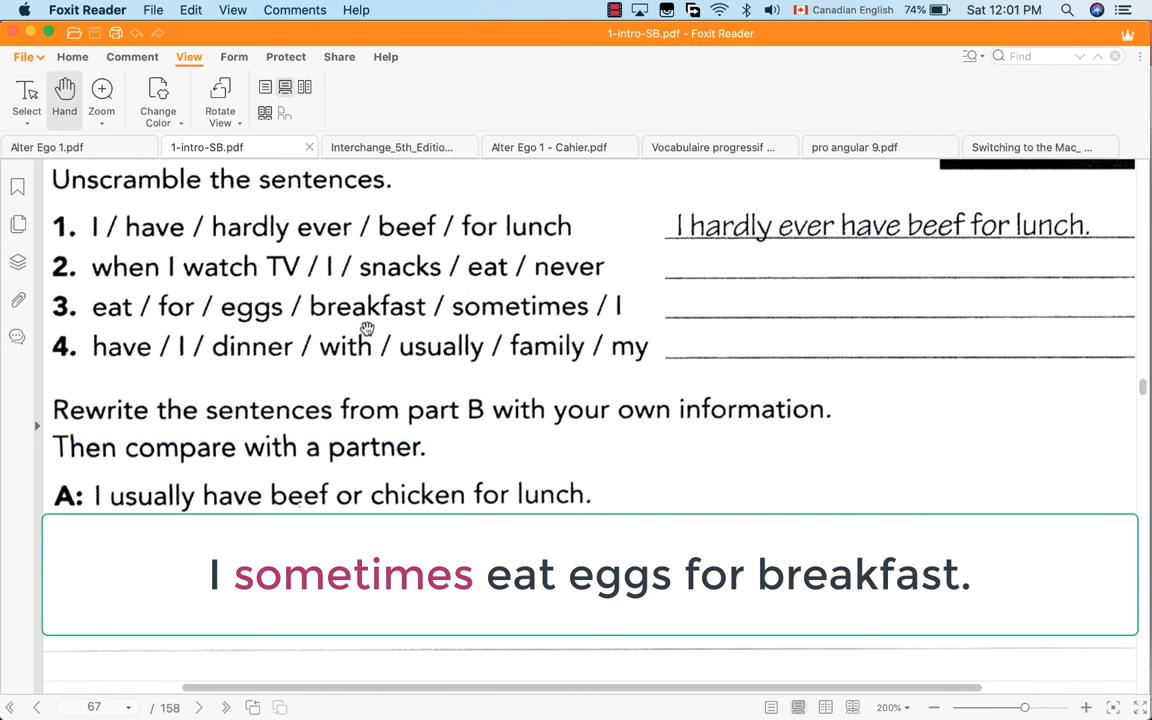 Foxit Reader File Edit View Comments Help Canadian English 74% Sat 12:01 PM
1-intro-SB.pdf - Foxit Reader
File Home Comment View Form Protect Share Help Find
Select Hand Zoom Change Color Rotate View
Alter Ego 1.pdf 1-intro-SB.pdf Interchange_5th_Editio... Alter Ego 1 - Cahier.pdf Vocabulaire progressif ... pro angular 9.pdf Switching to the Mac_ ...
Unscramble the sentences.
1. I / have / hardly ever / beef / for lunch I hardly ever have beef for lunch.
2. when I watch TV / I / snacks / eat / never
3. eat / for / eggs / breakfast / sometimes / I
4. have / I / dinner / with / usually / family / my
Rewrite the sentences from part B with your own information.
Then compare with a partner.
A: I usually have beef or chicken for lunch.
I sometimes eat eggs for breakfast.
67 / 158 200%